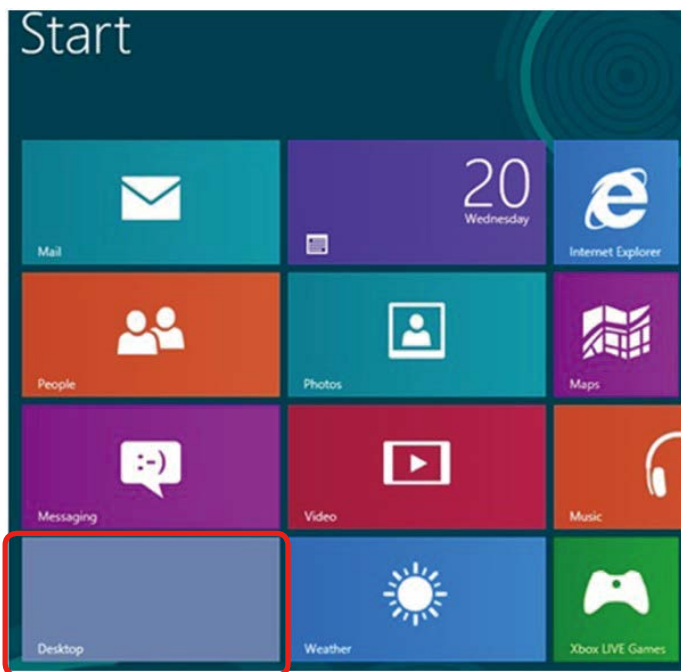 Start
20
Wednesday
Mail
Internet Explorer
People
Photos
Maps
:-)
Messaging
Video
Music
Desktop
Weather
Xbox LIVE Games